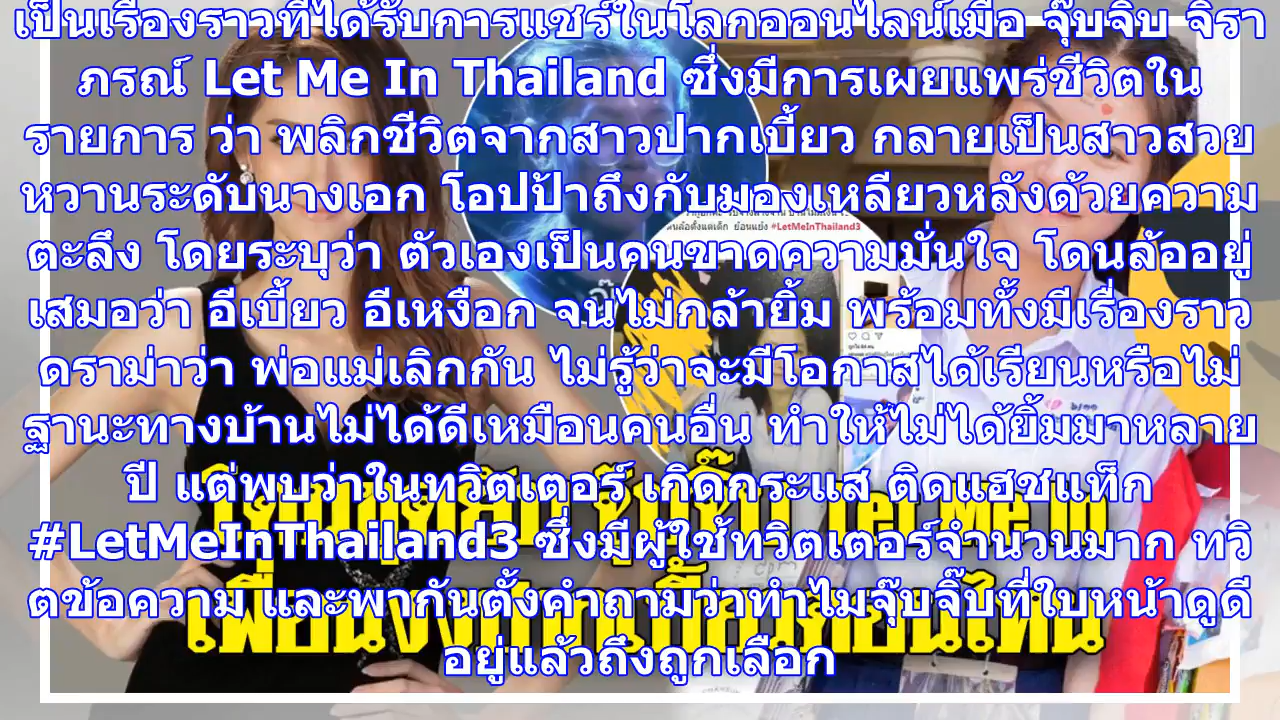 เป็นเรื่องราวที่ได้รับการแชร์ในโลกออนไลน์เมื่อ จุ๊บจิ๊บ จิรา
ภรณ์ Let Me In Thailand ซึ่งมีการเผยแพร่ชีวิตใน
รายการ ว่า พลิกชีวิตจากสาวปากเบี้ยว กลายเป็นสาวสวย
หวานระดับนางเอก โอปป้าถึงกับมองเหลียวหลังด้วยความ
#LetMeInThailand3
ตะลึง โดยระบุว่า ตัวเองเป็นคนขาดความมั่นใจ โดนล้ออยู่
เสมอว่า อีเบี้ยว อีเหงือก จนไม่กล้ายิ้ม พร้อมทั้งมีเรื่องราว
ดราม่าว่า พ่อแม่เลิกกัน ไม่รู้ว่าจะมีโอกาสได้เรียนหรือไม่
ฐานะทางบ้านไม่ได้ดีเหมือนคนอื่น ทำให้ไม่ได้ยิ้มมาหลาย
ปี แต่พบว่าในทวิตเตอร์ เกิดกระแส ติดแฮชแท็ก
#LetMeInThailand3 ซึ่งมีผู้ใช้ทวิตเตอร์จำนวนมาก ทวิ
ตข้อความ และพากันตั้งคำถามว่าทำไมจุ๊บจิ๊บที่ใบหน้าดูดี
อยู่แล้วถึงถูกเลือก